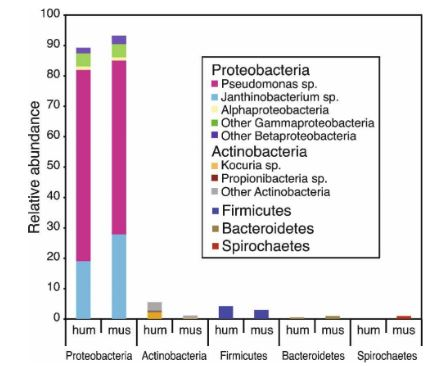 100
90
80
70
60
50
40
30
20
10
0
Relative abundance
Proteobacteria
Pseudomonas sp.
Janthinobacterium sp.
Alphaproteobacteria
Other Gammaproteobacteria
Other Betaproteobacteria
Actinobacteria
Kocuria sp.
Propionibacteria sp.
Other Actinobacteria
Firmicutes
Bacteroidetes
Spirochaetes
hum mus hum mus hum mus hum mus hum mus
Proteobacteria Actinobacteria Firmicutes Bacteroidetes Spirochaetes